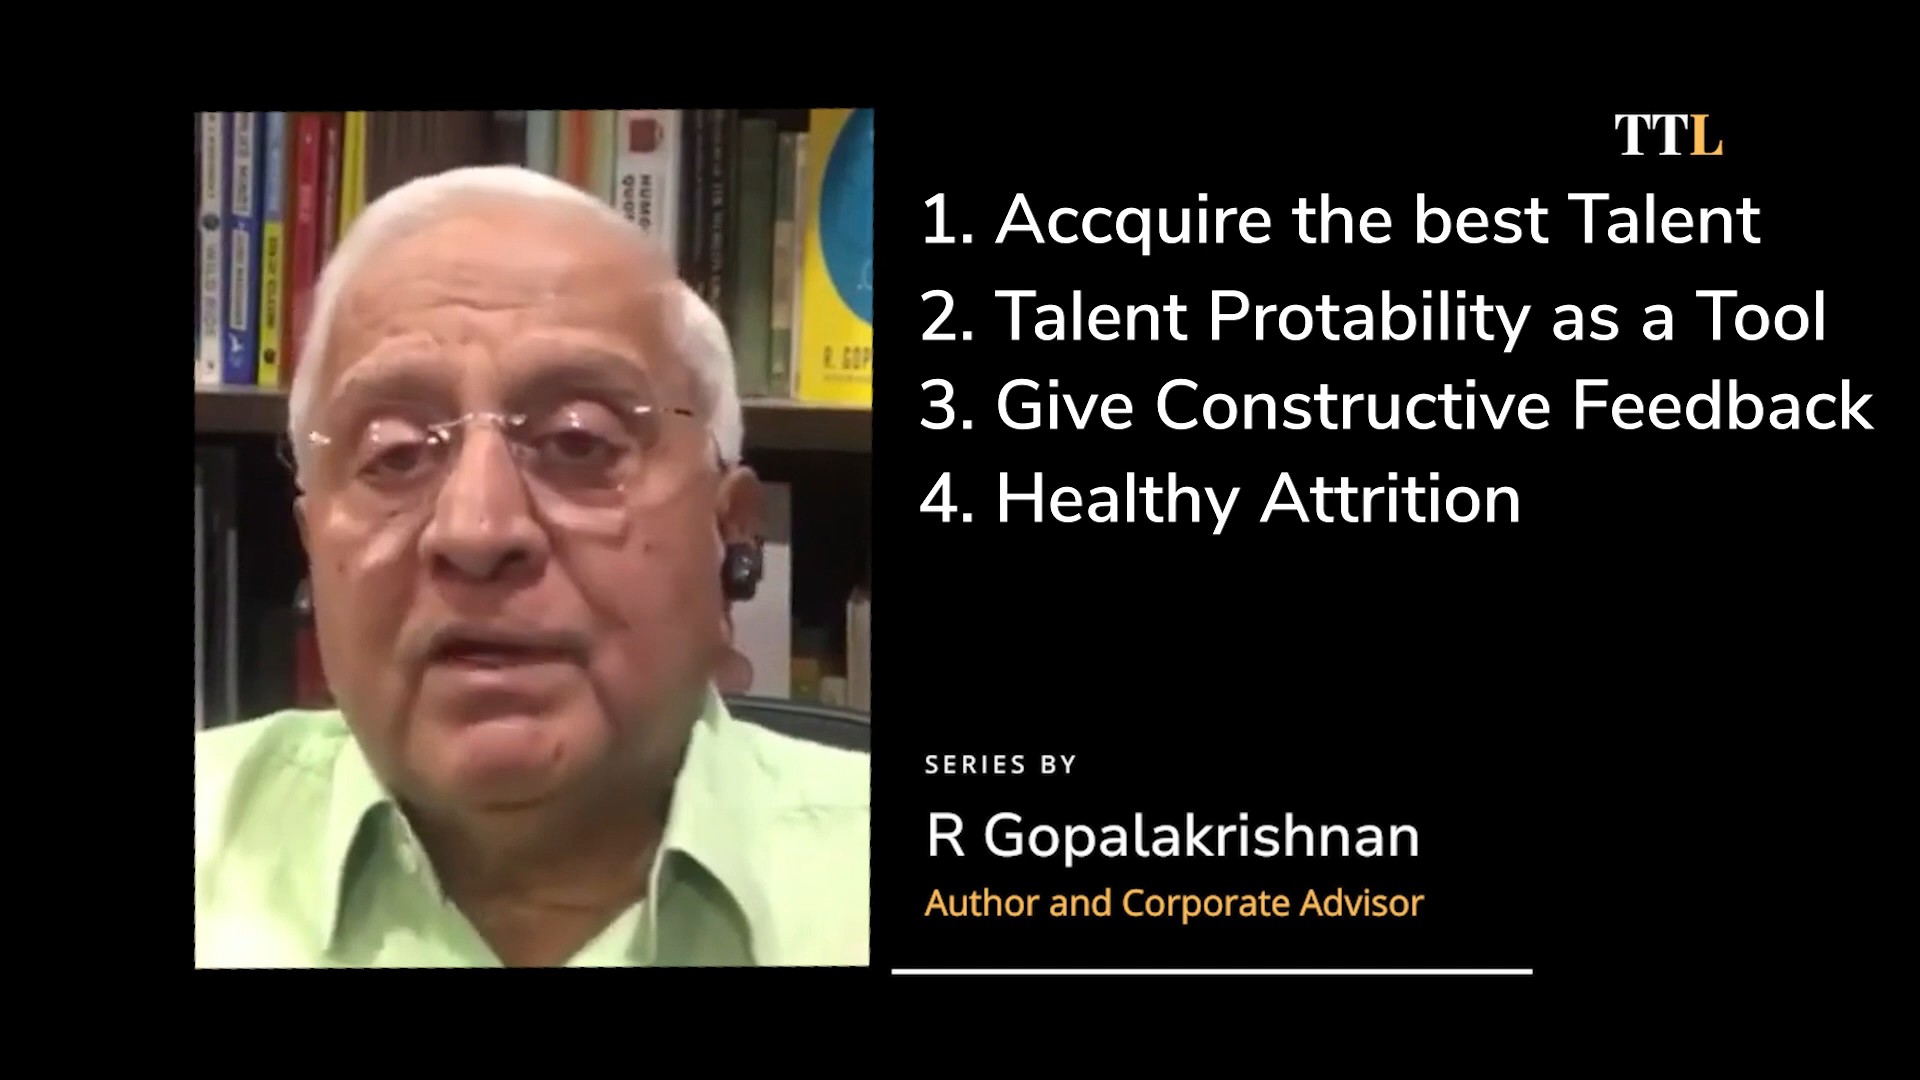 TTL
1. Accquire the best Talent
2. Talent Protability as a Tool
3. Give Constructive Feedback
4. Healthy Attrition
SERIES BY
R Gopalakrishnan
Author and Corporate Advisor
R. GOP